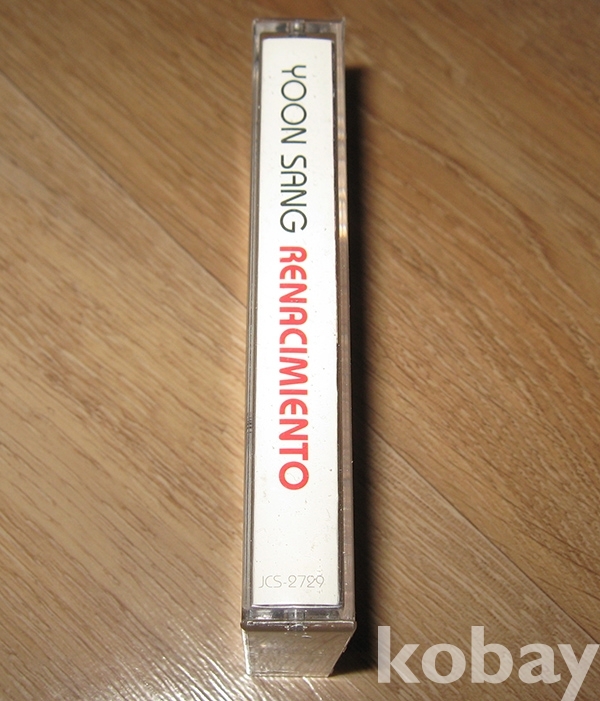 YOON SANG RENACIMIENTO
JCS-2729
kobay